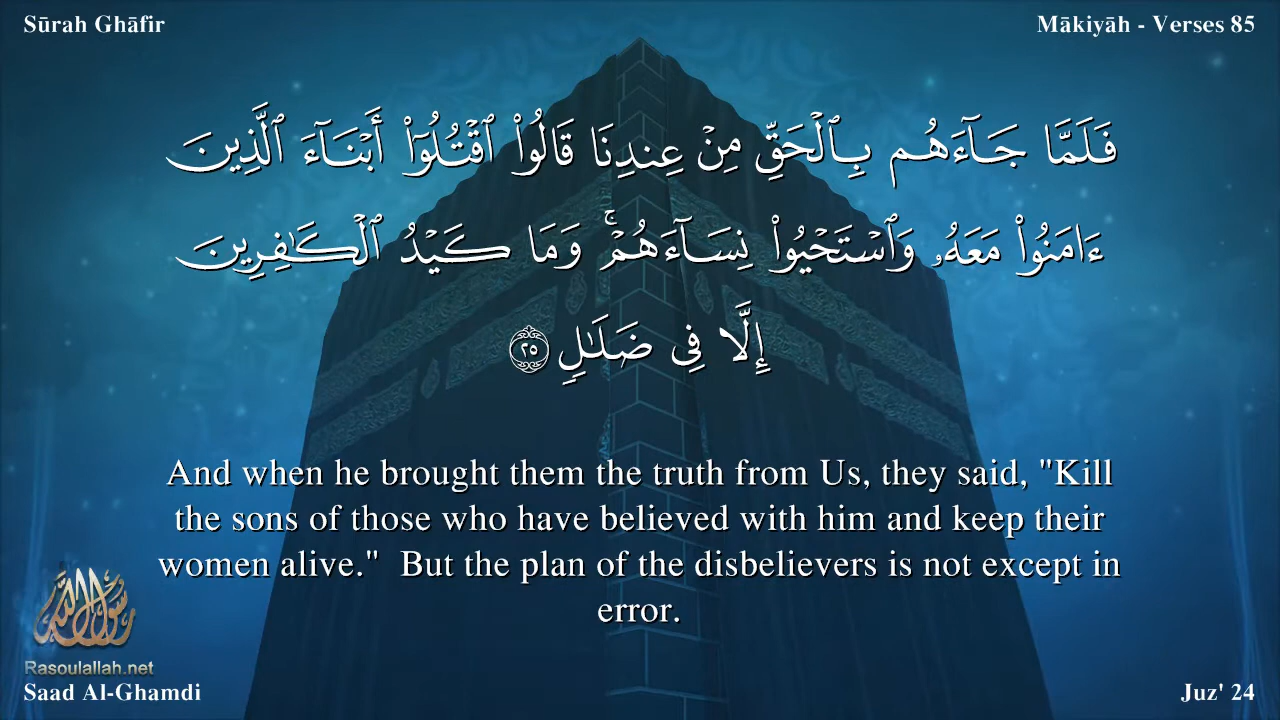 Sūrah Ghāfir
Mākiyāh - Verses 85
فَلَمَّا جَآءَهُم بِٱلْحَقِّ مِنْ عِندِنَا قَالُوا۟ ٱقْتُلُوٓا۟ أَبْنَآءَ ٱلَّذِينَ
ءَامَنُوا۟ مَعَهُۥ وَٱسْتَحْيُوا۟ نِسَآءَهُمْ ۚ وَمَا كَيْدُ ٱلْكَـٰفِرِينَ
إِلَّا فِى ضَلَـٰلٍ ٢٥
And when he brought them the truth from Us, they said, "Kill
the sons of those who have believed with him and keep their
women alive."  But the plan of the disbelievers is not except in
error.
رسول الله
Rasoulallah.net
Saad Al-Ghamdi
Juz' 24